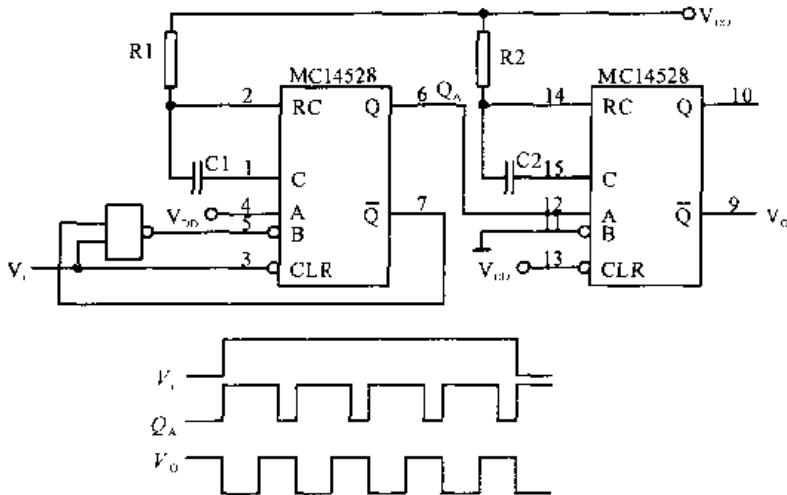 V_DD
R1
R2
MC14528
MC14528
2
RC
Q
6
Q_A
14
RC
Q
10
C1
1
C
C2
15
C
V_DD
4
A
Q̅
7
12
A
Q̅
9
V_O
5
B
11
B
V_I
3
CLR
V_DD
13
CLR
V_I
Q_A
V_O